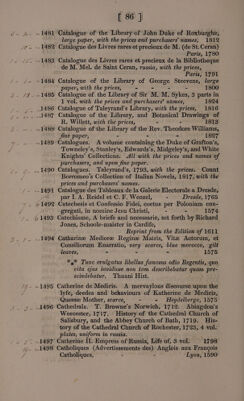 [ 86 ]
1481 Catalogue of the Library of John Duke of Roxburghe,
large paper, with the prices and purchasers' names, 1812
1482 Catalogue des Livres rares et precieux de M. (de St. Ceran)
Paris, 1780
1483 Catalogue des Livres rares et precieux de la Bibliotheque
de M. Mel. de Saint Ceran, russia, with the prices,
Paris, 1791
1484 Catalogue of the Library of George Steevens, large
paper, with the prices, - 1800
1485 Catalogue of the Library of Sir M. M. Sykes, 3 parts in
1 vol. with the prices and purchasers' names 1824
1486 Catalogue of Talleyrand's Library, with the prices, 1816
1487 Catalogue of the Library, and Botanical Drawings of
R. Willett, with the prices, - 1813
1488 Catalogue of the Library of the Rev. Theodore Williams,
fine paper, - 1827
1489 Catalogues. A volume containing the Duke of Grafton's,
Towneley's, Stanley's, Edwards's, Midgeley's, and White
Knights' Collections. All with the prices and names of
purchasers, and upon fine paper.
1490 Catalogues. Taleyrand's, 1793, with the prices. Count
Borromeo's Collection of Italian Novels, 1817, with the
prices and purchasers' names.
1491 Catalogue des Tableaux de la Galerie Electorale a Dresde,
par I. A. Reidel et C. F. Wenzel, Dresde, 1765
1492 Catechesis et Confessio Fidei, coetus per Poloniam con-
gregati, in nomine Jesu Christi, - 1574
1493 Catechisme, A briefe and necessarie, set forth by Richard
Jones, Schoole-maister in Cardiffe,
Reprint from the Edition of 1611
1494 Catharinæ Mediceæ Reginæ Matris, Vitæ Actorum, et
Consiliorum Enarratio, very scarce, blue morocco, gilt
leaves, - 1575
*** Tunc evulgatus libellus famosus odio Regentis, quo
vita ejus invidiose non tam describebatur quam pro-
scindebatur. Thuani Hist.
1495 Catherine de Medicis. A mervaylous discourse upon the
lyfe, deedes and behaviours of Katherine de Medicis,
Queene Mother, scarce, - Heydelberge, 1575
1496 Cathedrals. T. Browne's Norwich, 1712. Abingdon's
Worcester, 1717. History of the Cathedral Church of
Salisbury, and the Abbey Church of Bath, 1719. His-
tory of the Cathedral Church of Rochester, 1723, 4 vol.
plates, uniform in russia.
1497 Catherine II. Empress of Russia, Life of, 3 vol. 1798
1498 Catholiques (Advertissements des) Anglois aux François
Catholiques, Lyon, 1590